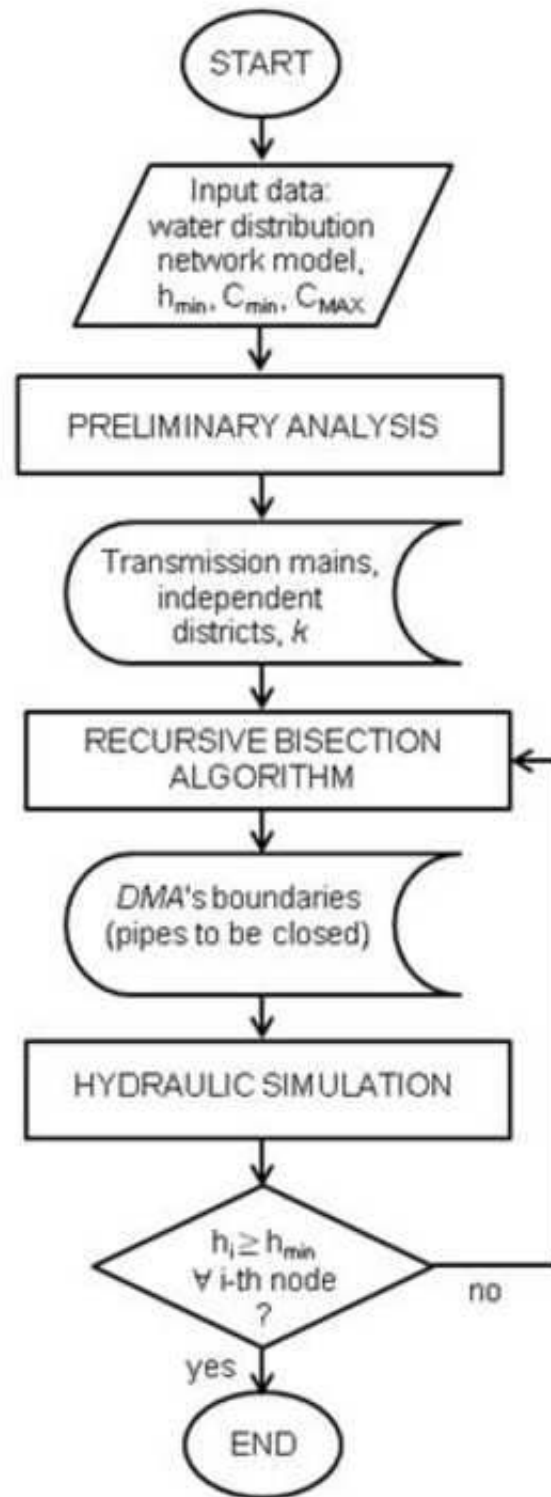 START
Input data:
water distribution
network model,
hmin, Cmin, CMAX
PRELIMINARY ANALYSIS
Transmission mains,
independent
districts, k
RECURSIVE BISECTION
ALGORITHM
DMA's boundaries
(pipes to be closed)
HYDRAULIC SIMULATION
hi ≥ hmin
∀ i-th node
?
no
yes
END